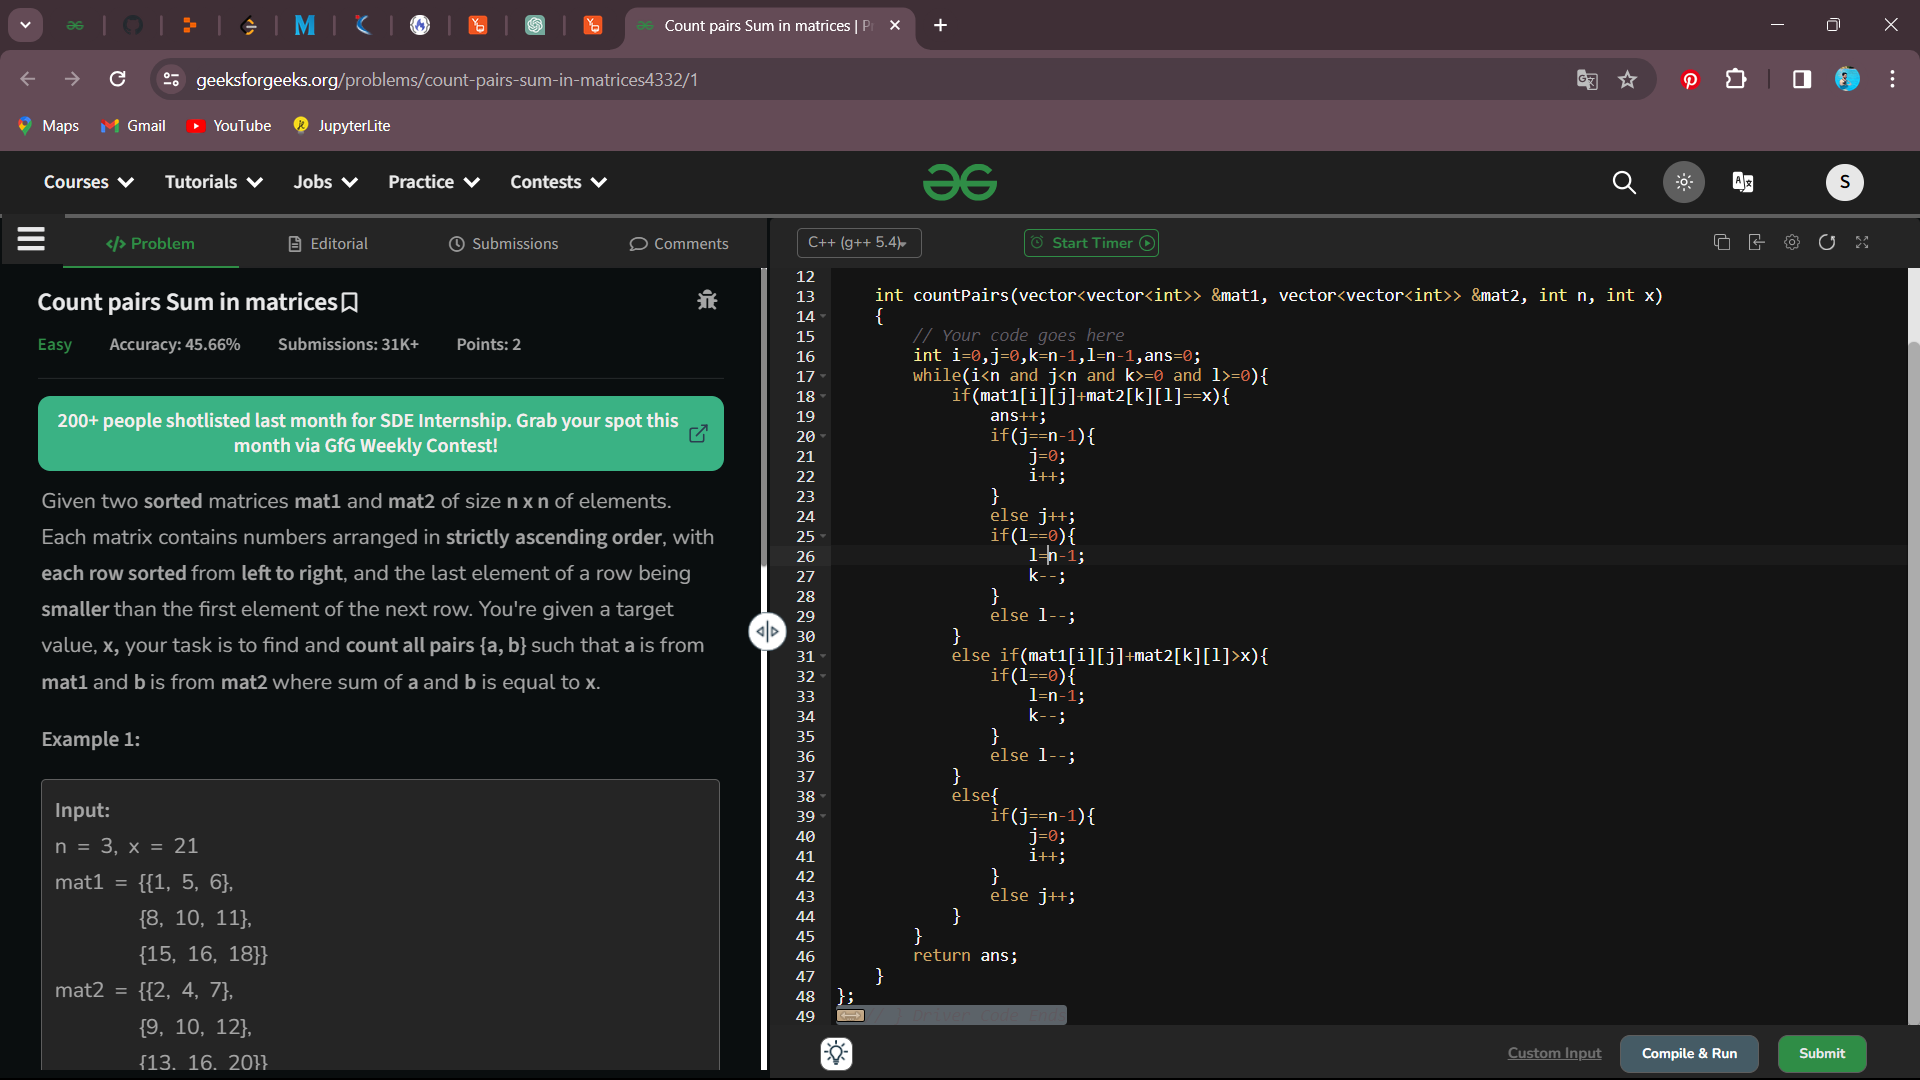 Count pairs Sum in matrices | P
geeksforgeeks.org/problems/count-pairs-sum-in-matrices4332/1
Maps Gmail YouTube JupyterLite
Courses Tutorials Jobs Practice Contests
S
</> Problem Editorial Submissions Comments
C++ (g++ 5.4) Start Timer
Count pairs Sum in matrices
Easy Accuracy: 45.66% Submissions: 31K+ Points: 2
200+ people shotlisted last month for SDE Internship. Grab your spot this
month via GfG Weekly Contest!
Given two sorted matrices mat1 and mat2 of size n x n of elements.
Each matrix contains numbers arranged in strictly ascending order, with
each row sorted from left to right, and the last element of a row being
smaller than the first element of the next row. You're given a target
value, x, your task is to find and count all pairs {a, b} such that a is from
mat1 and b is from mat2 where sum of a and b is equal to x.
Example 1:
Input:
n = 3, x = 21
mat1 = {{1, 5, 6},
{8, 10, 11},
{15, 16, 18}}
mat2 = {{2, 4, 7},
{9, 10, 12},
{13, 16, 20}}
12
13 int countPairs(vector<vector<int>> &mat1, vector<vector<int>> &mat2, int n, int x)
14 {
15 // Your code goes here
16 int i=0,j=0,k=n-1,l=n-1,ans=0;
17 while(i<n and j<n and k>=0 and l>=0){
18 if(mat1[i][j]+mat2[k][l]==x){
19 ans++;
20 if(j==n-1){
21 j=0;
22 i++;
23 }
24 else j++;
25 if(l==0){
26 l=n-1;
27 k--;
28 }
29 else l--;
30 }
31 else if(mat1[i][j]+mat2[k][l]>x){
32 if(l==0){
33 l=n-1;
34 k--;
35 }
36 else l--;
37 }
38 else{
39 if(j==n-1){
40 j=0;
41 i++;
42 }
43 else j++;
44 }
45 }
46 return ans;
47 }
48 };
49 // } Driver Code Ends
Custom Input Compile & Run Submit